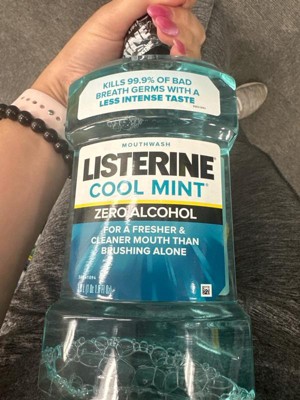 KILLS 99.9% OF BAD
BREATH GERMS WITH A
LESS INTENSE TASTE
MOUTHWASH
LISTERINE®
COOL MINT®
ZERO ALCOHOL
FOR A FRESHER &
CLEANER MOUTH THAN
BRUSHING ALONE